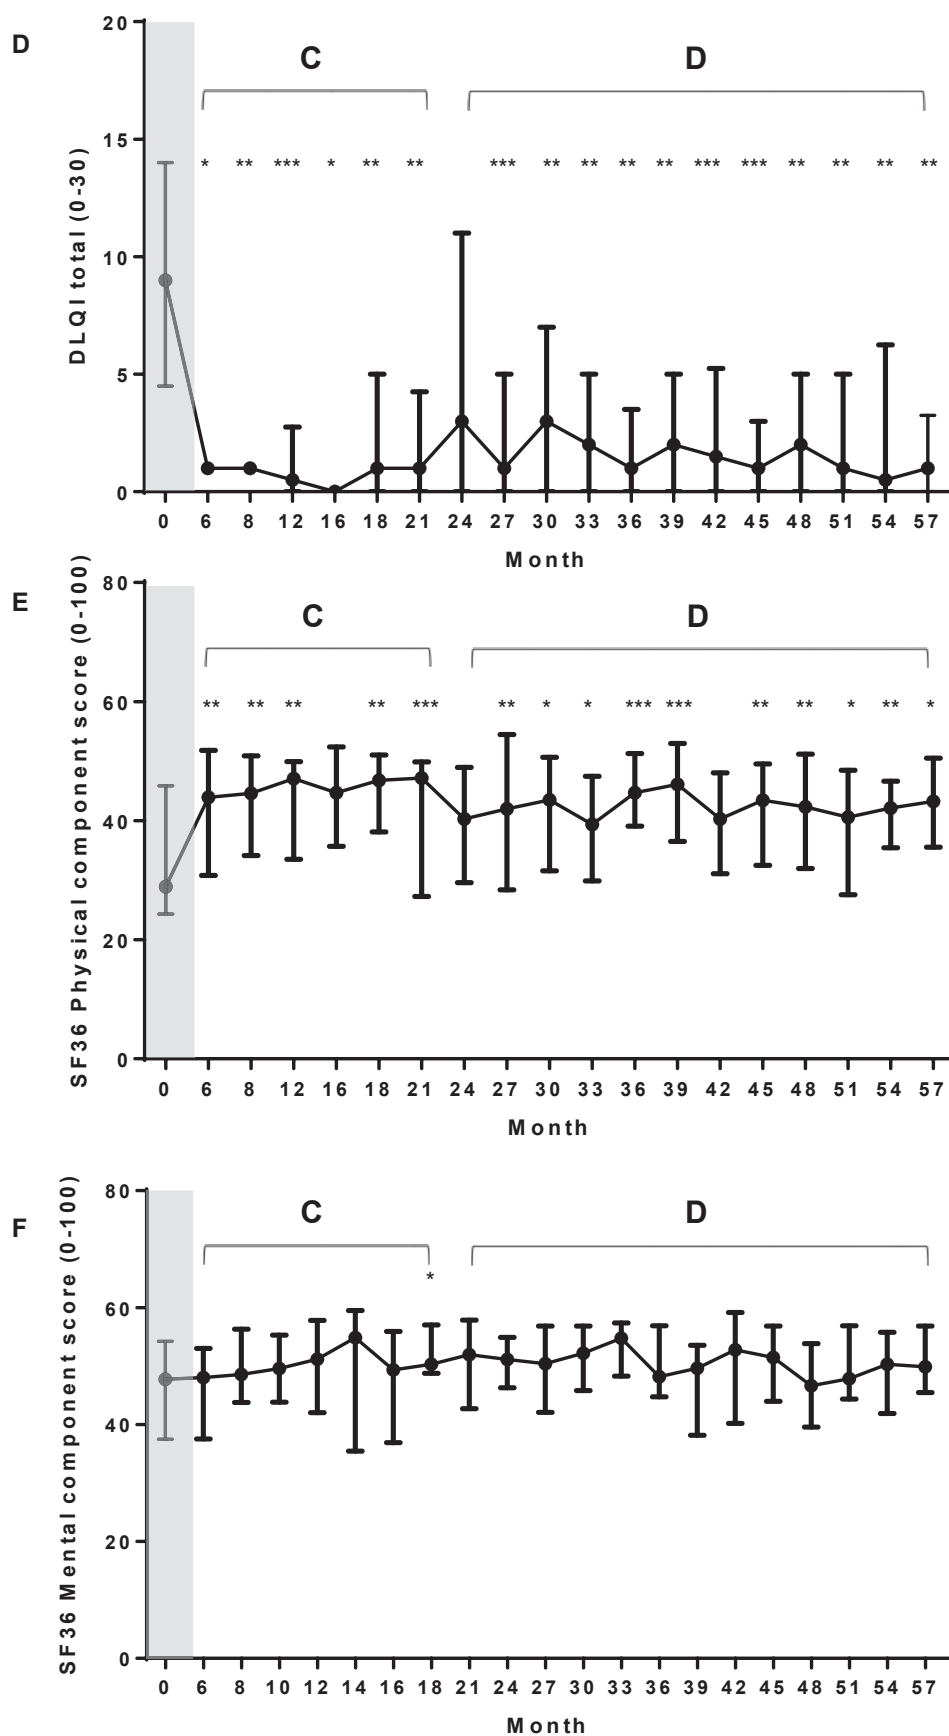 D
DLQI total (0-30)
20
15
10
5
0
C D
* ** *** * ** ** *** ** ** ** ** *** *** ** ** ** **
0 6 8 12 16 18 21 24 27 30 33 36 39 42 45 48 51 54 57
Month
E
SF36 Physical component score (0-100)
80
60
40
20
0
C D
** ** ** ** *** ** * * *** *** ** ** * ** *
0 6 8 12 16 18 21 24 27 30 33 36 39 42 45 48 51 54 57
Month
F
SF36 Mental component score (0-100)
80
60
40
20
0
C D
*
0 6 8 10 12 14 16 18 21 24 27 30 33 36 39 42 45 48 51 54 57
Month